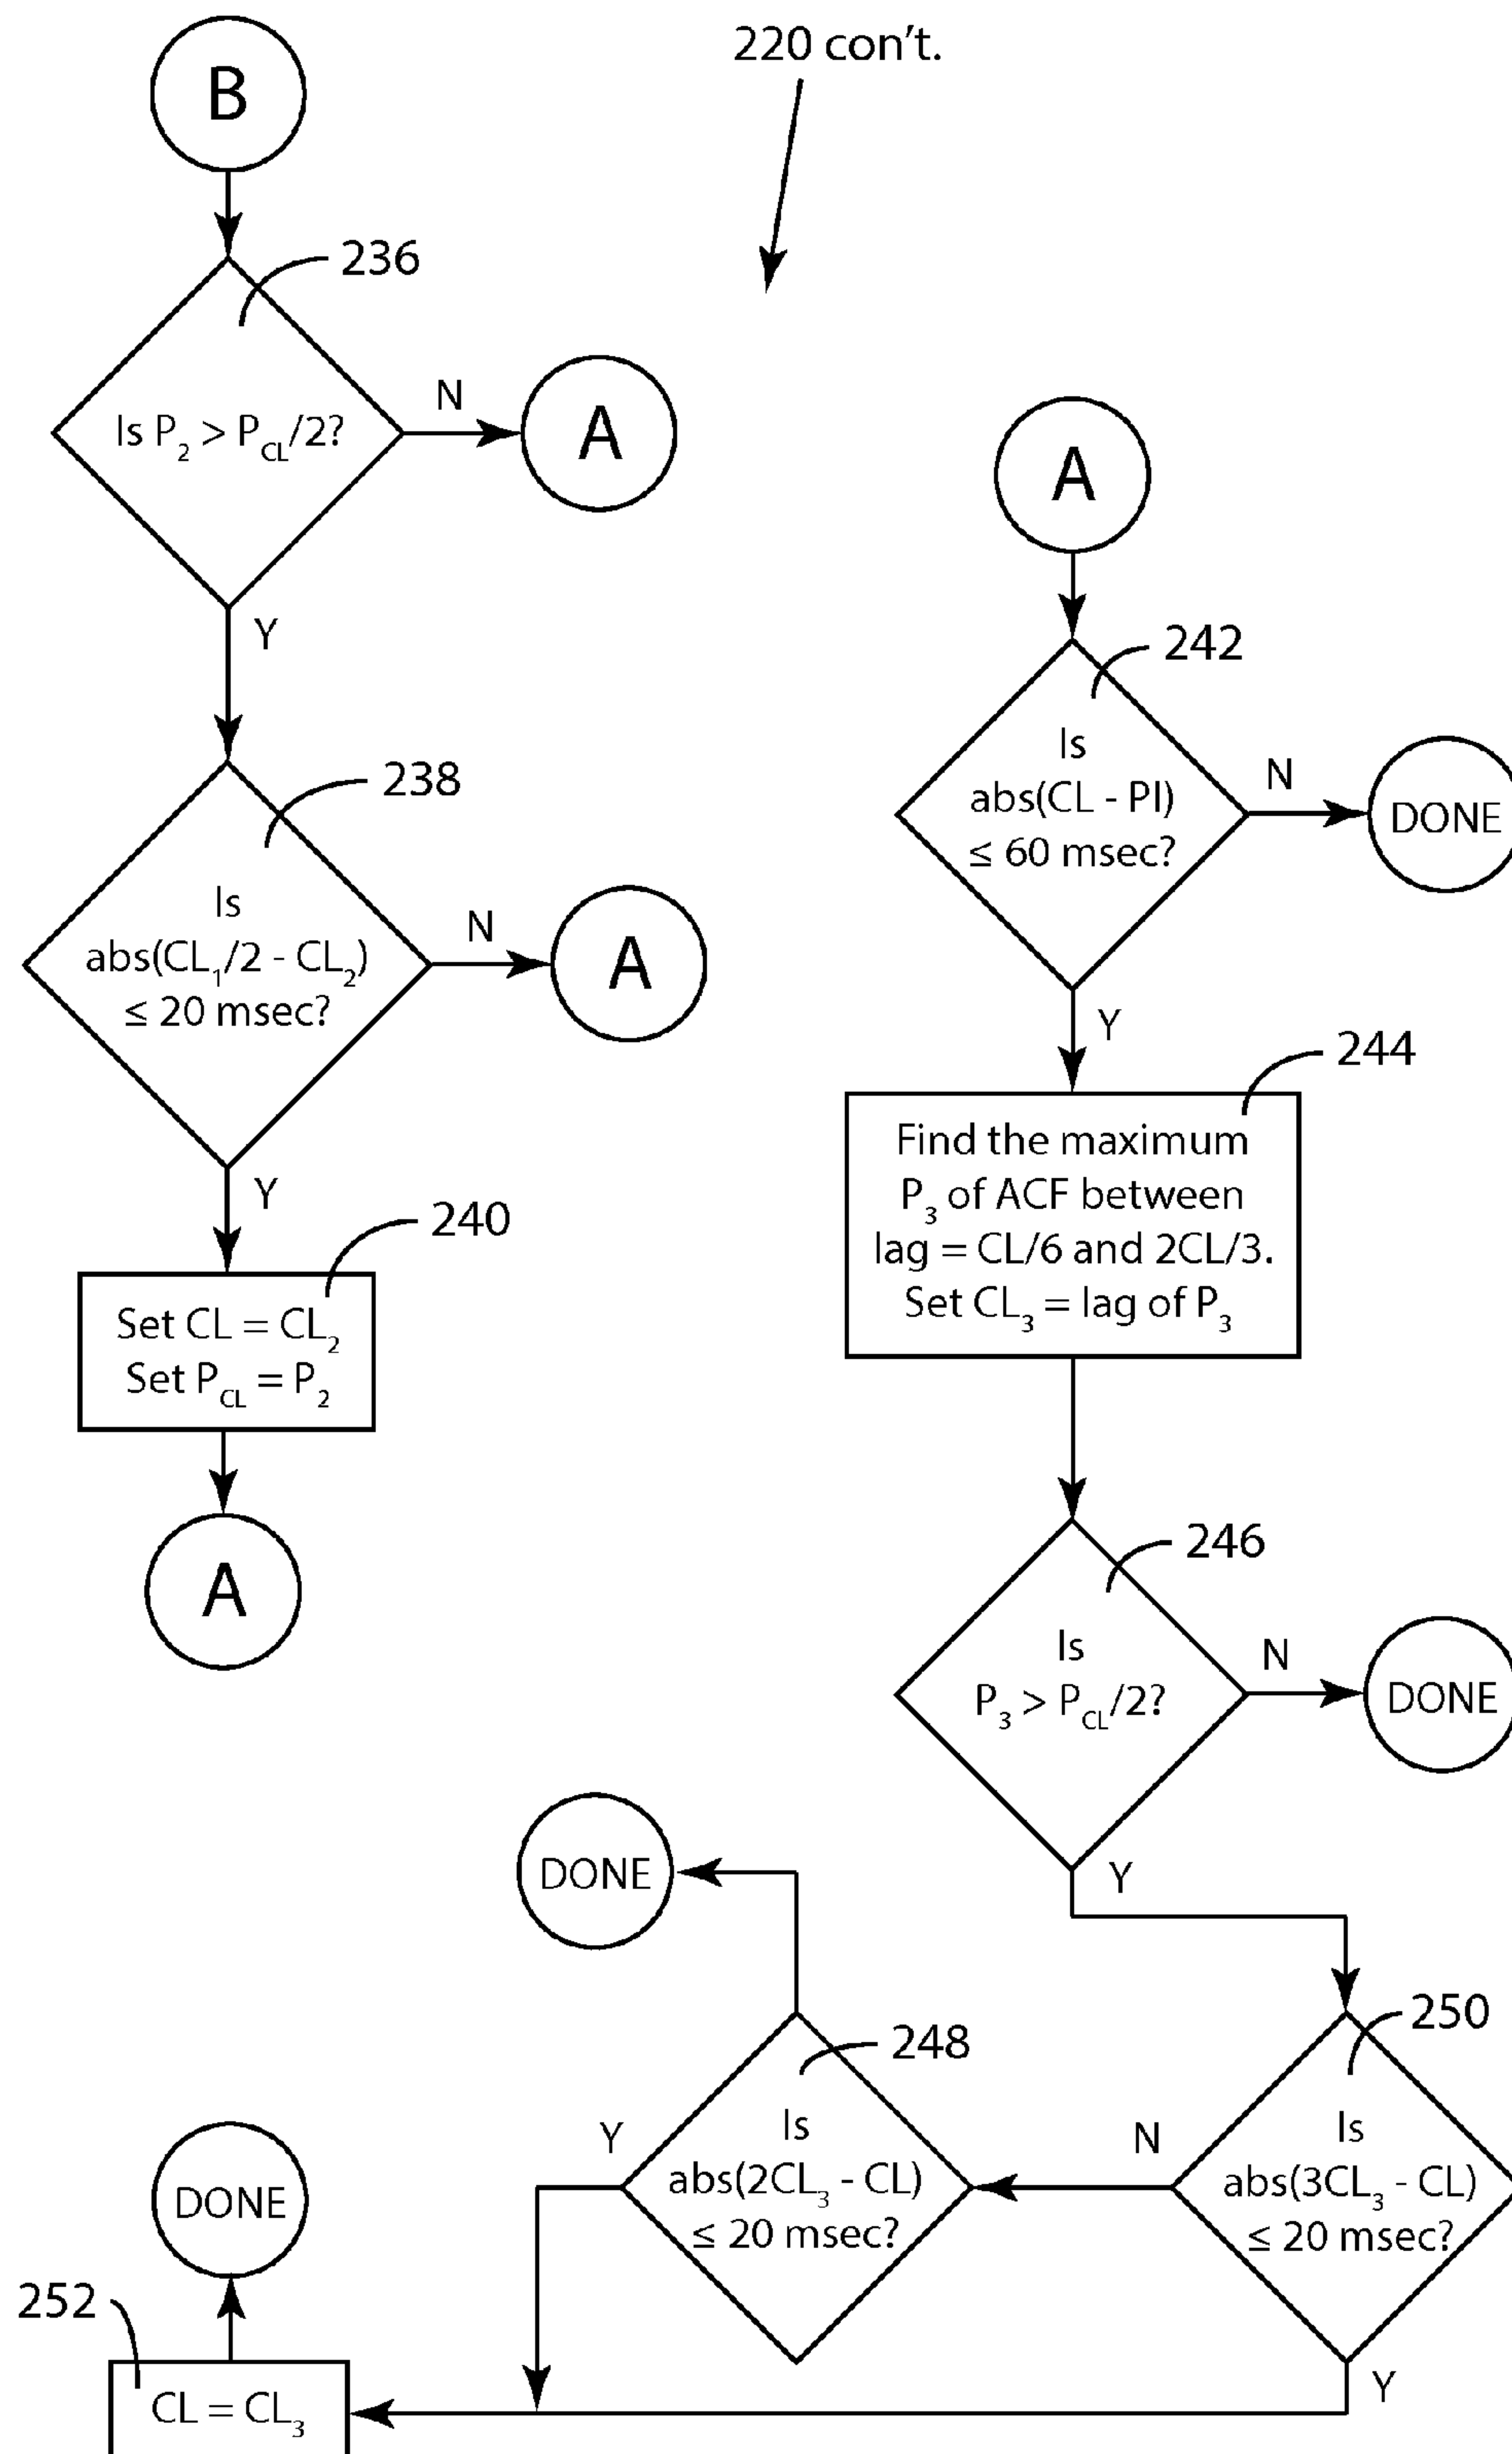 220 con't.
B
236
Is P₂ > P_CL/2?
N
A
Y
238
Is
abs(CL₁/2 - CL₂)
≤ 20 msec?
N
A
Y
240
Set CL = CL₂
Set P_CL = P₂
A
A
242
Is
abs(CL - PI)
≤ 60 msec?
N
DONE
Y
244
Find the maximum
P₃ of ACF between
lag = CL/6 and 2CL/3.
Set CL₃ = lag of P₃
246
Is
P₃ > P_CL/2?
N
DONE
Y
250
Is
abs(3CL₃ - CL)
≤ 20 msec?
N
Y
DONE
248
Is
abs(2CL₃ - CL)
≤ 20 msec?
Y
DONE
252
CL = CL₃